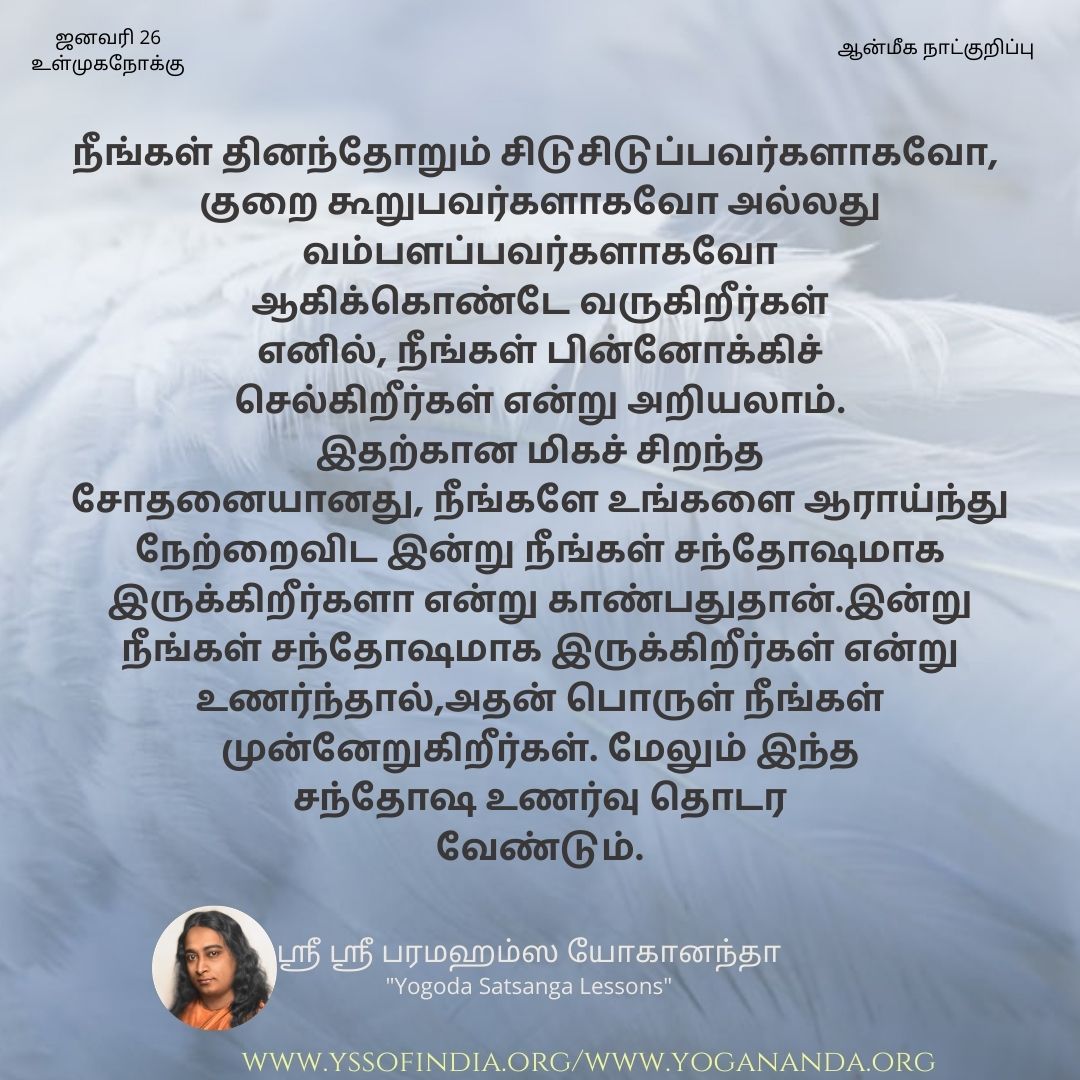 ஜனவரி 26
உள்முகநோக்கு
ஆன்மீக நாட்குறிப்பு
நீங்கள் தினந்தோறும் சிடுசிடுப்பவர்களாகவோ,
குறை கூறுபவர்களாகவோ அல்லது
வம்பளப்பவர்களாகவோ
ஆகிக்கொண்டே வருகிறீர்கள்
எனில், நீங்கள் பின்னோக்கிச்
செல்கிறீர்கள் என்று அறியலாம்.
இதற்கான மிகச் சிறந்த
சோதனையானது, நீங்களே உங்களை ஆராய்ந்து
நேற்றைவிட இன்று நீங்கள் சந்தோஷமாக
இருக்கிறீர்களா என்று காண்பதுதான்.இன்று
நீங்கள் சந்தோஷமாக இருக்கிறீர்கள் என்று
உணர்ந்தால்,அதன் பொருள் நீங்கள்
முன்னேறுகிறீர்கள். மேலும் இந்த
சந்தோஷ உணர்வு தொடர
வேண்டும்.
ஸ்ரீ ஸ்ரீ பரமஹம்ஸ யோகானந்தா
"Yogoda Satsanga Lessons"
WWW.YSSOFINDIA.ORG/WWW.YOGANANDA.ORG